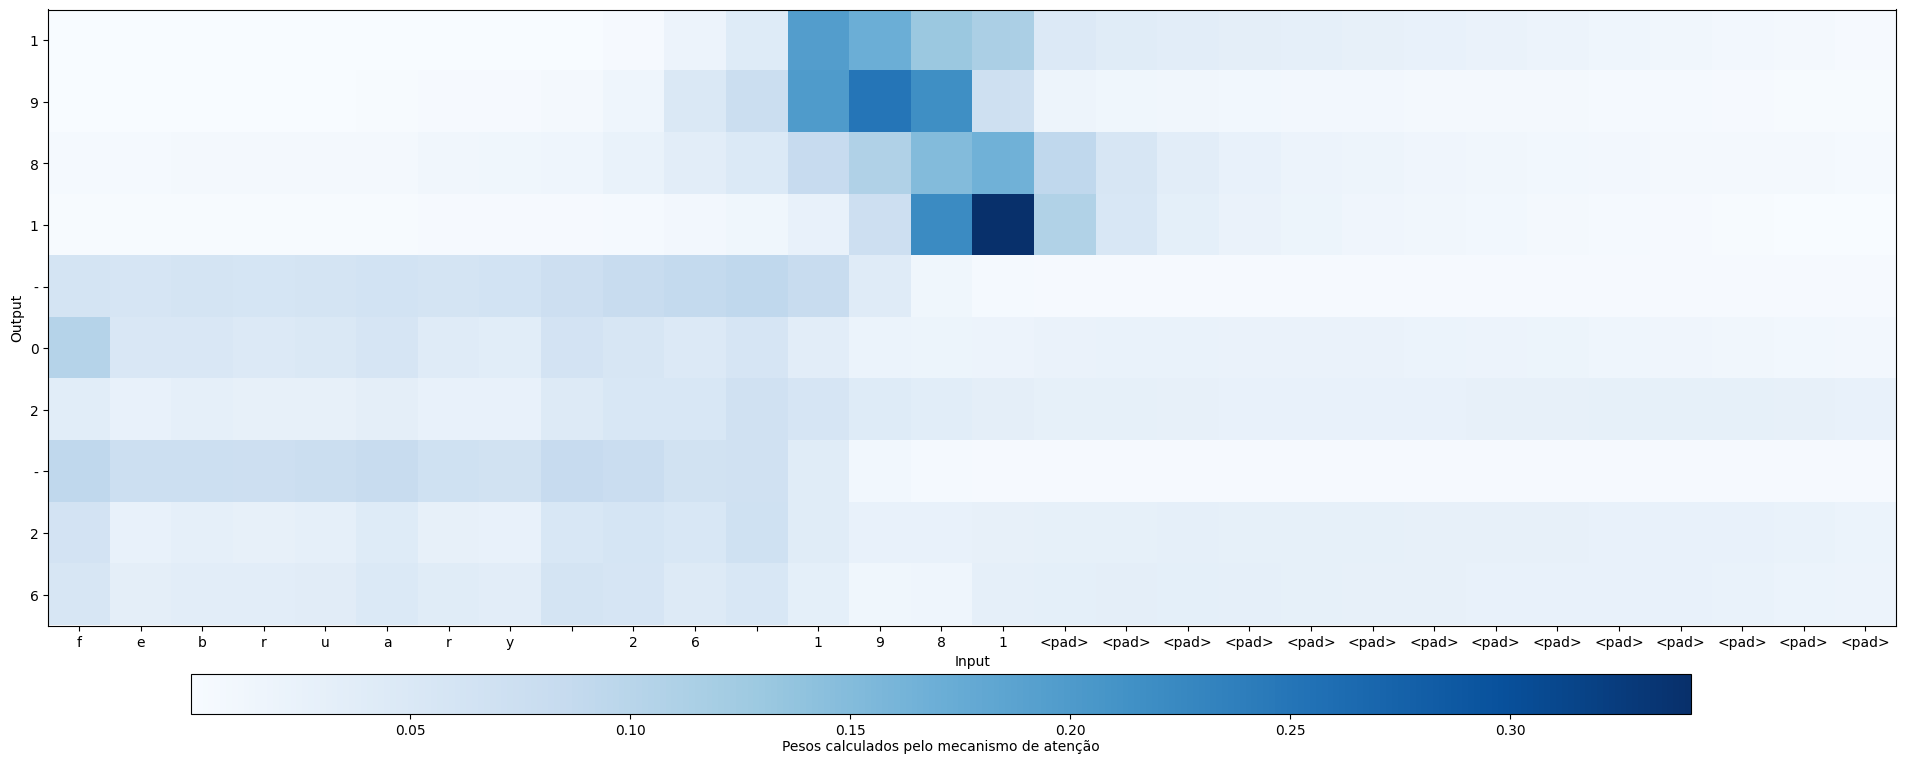 Output
1
9
8
1
-
0
2
-
2
6
f e b r u a r y 2 6 1 9 8 1 <pad> <pad> <pad> <pad> <pad> <pad> <pad> <pad> <pad> <pad> <pad> <pad> <pad> <pad>
Input
0.05 0.10 0.15 0.20 0.25 0.30
Pesos calculados pelo mecanismo de atenção